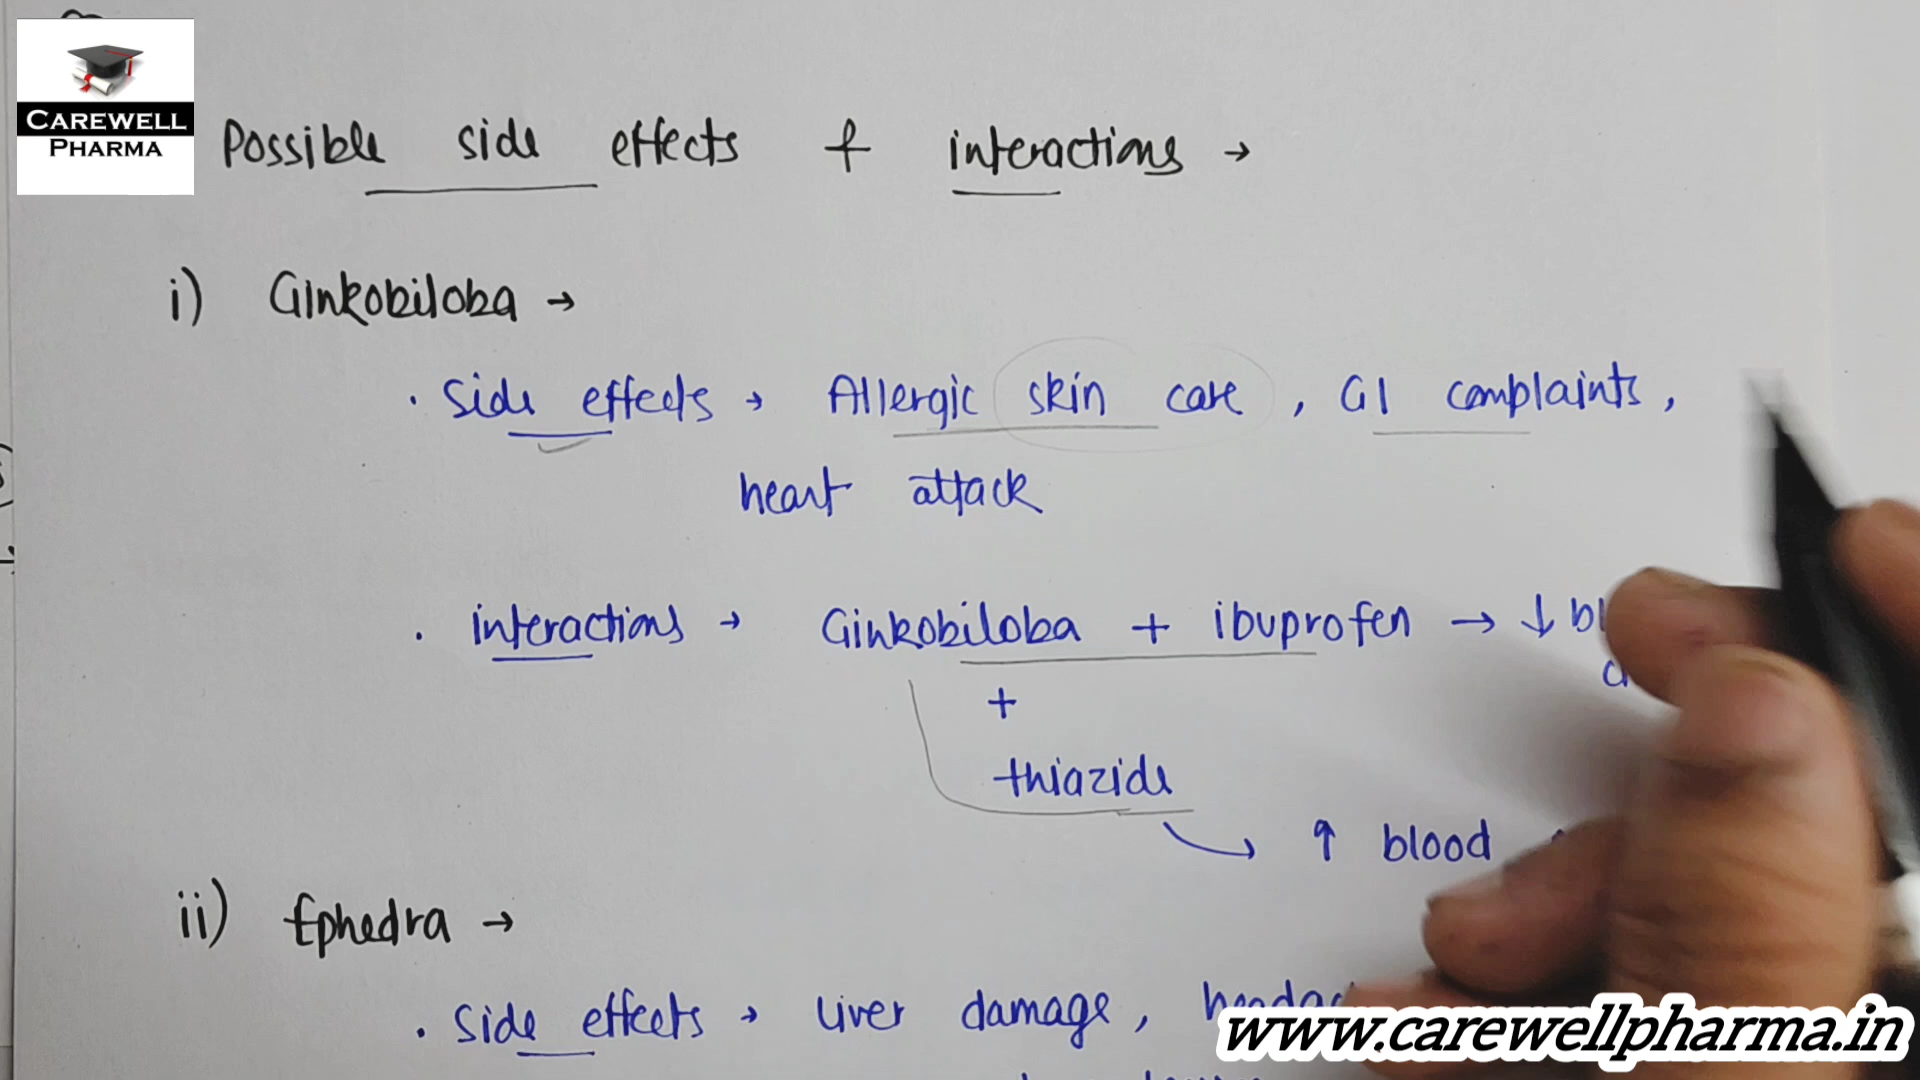 CAREWELL
PHARMA
Possible side effects & interactions →
i) Ginkobiloba →
· Side effects → Allergic skin care, GI complaints,
heart attack
· interactions → Ginkobiloba + ibuprofen → ↓
+
thiazide
↑ blood
ii) Ephedra →
· Side effects → Liver damage,
www.carewellpharma.in